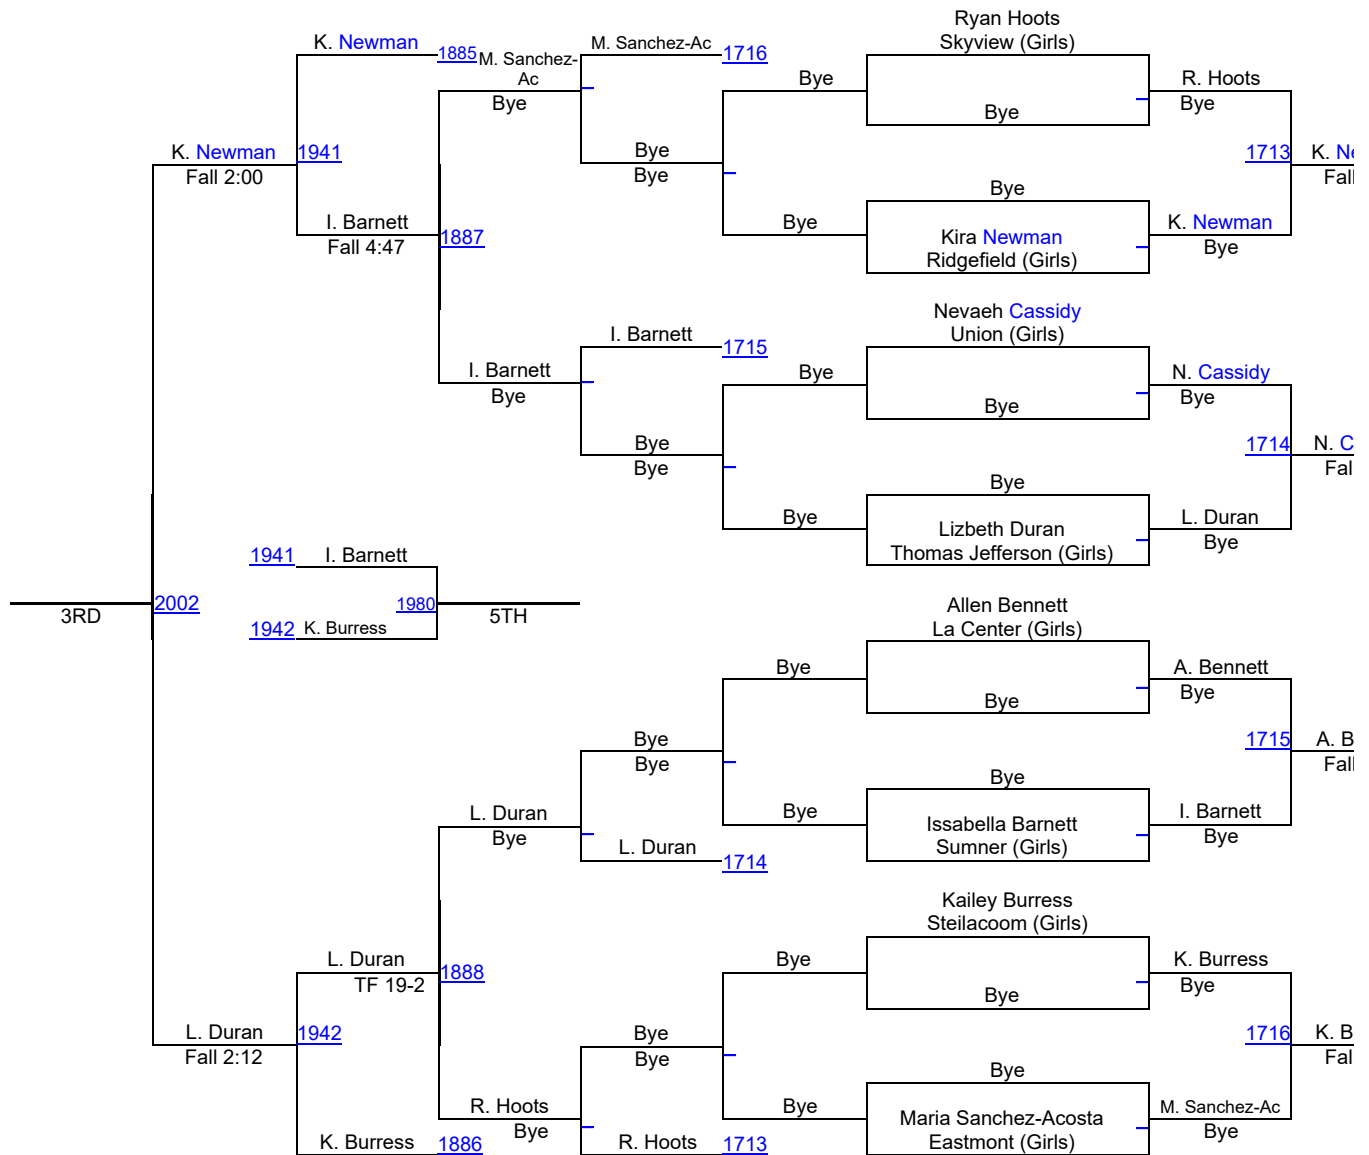 Ryan Hoots
K. Newman
1885
M. Sanchez-
Ac
M. Sanchez-Ac
1716
Skyview (Girls)
Bye
Bye
R. Hoots
Bye
Bye
K. Newman
1941
Bye
Bye
1713
K. Ne
Fall 2:00
Fall
Bye
I. Barnett
Fall 4:47
1887
Bye
Kira Newman
Ridgefield (Girls)
K. Newman
Bye
Nevaeh Cassidy
Union (Girls)
I. Barnett
1715
I. Barnett
Bye
Bye
N. Cassidy
Bye
Bye
Bye
Bye
1714
N. C
Fal
Bye
Bye
Lizbeth Duran
Thomas Jefferson (Girls)
L. Duran
Bye
1941
I. Barnett
3RD
2002
1980
5TH
1942
K. Burress
Allen Bennett
La Center (Girls)
Bye
A. Bennett
Bye
Bye
Bye
Bye
1715
A. B
Fall
Bye
L. Duran
Bye
Bye
Issabella Barnett
Sumner (Girls)
I. Barnett
Bye
L. Duran
1714
Kailey Burress
Steilacoom (Girls)
L. Duran
TF 19-2
1888
Bye
K. Burress
Bye
Bye
L. Duran
1942
Fall 2:12
Bye
Bye
1716
K. B
Fal
Bye
R. Hoots
Bye
Bye
Maria Sanchez-Acosta
Eastmont (Girls)
M. Sanchez-Ac
Bye
K. Burress
1886
R. Hoots
1713